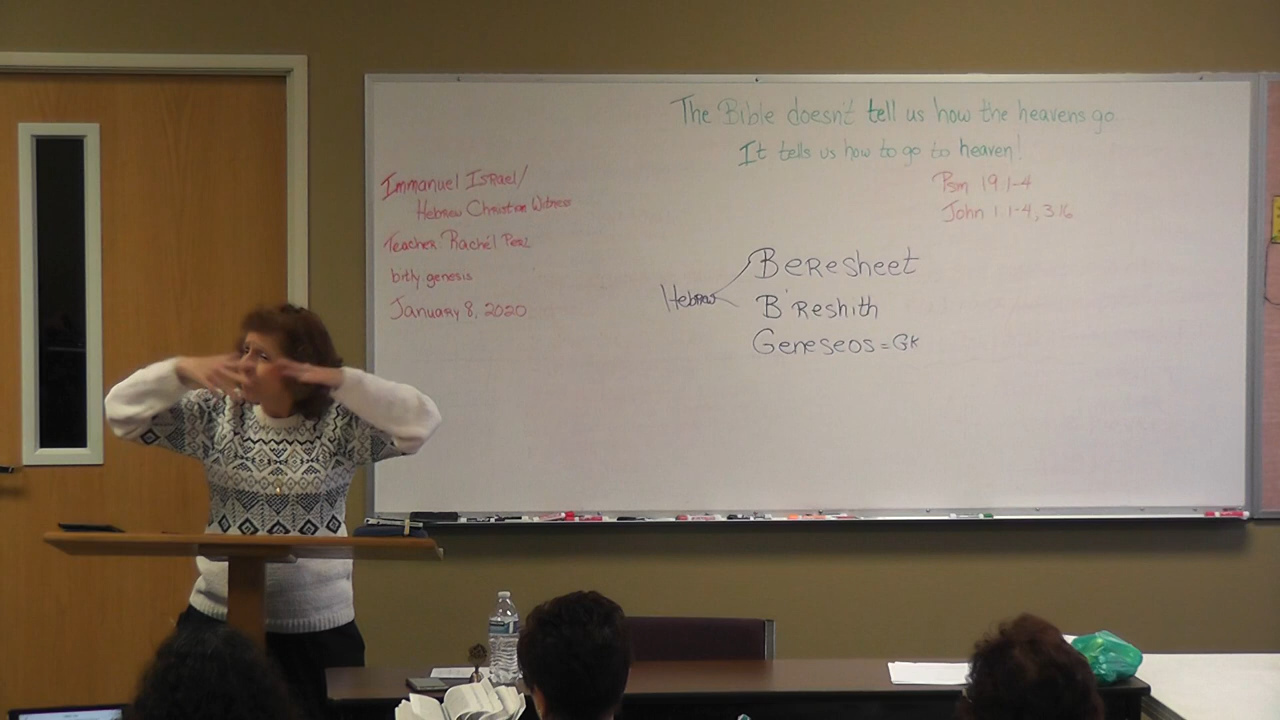 The Bible doesn't tell us how the heavens go
It tells us how to go to heaven!
Psm 19:1-4
John 1:1-4, 3:16
Immanuel Israel/
Hebrew Christian Witness
Teacher: Rachél Perl
bitly genesis
January 8, 2020
Hebrew
Beresheet
B'Reshith
Geneseos = GK